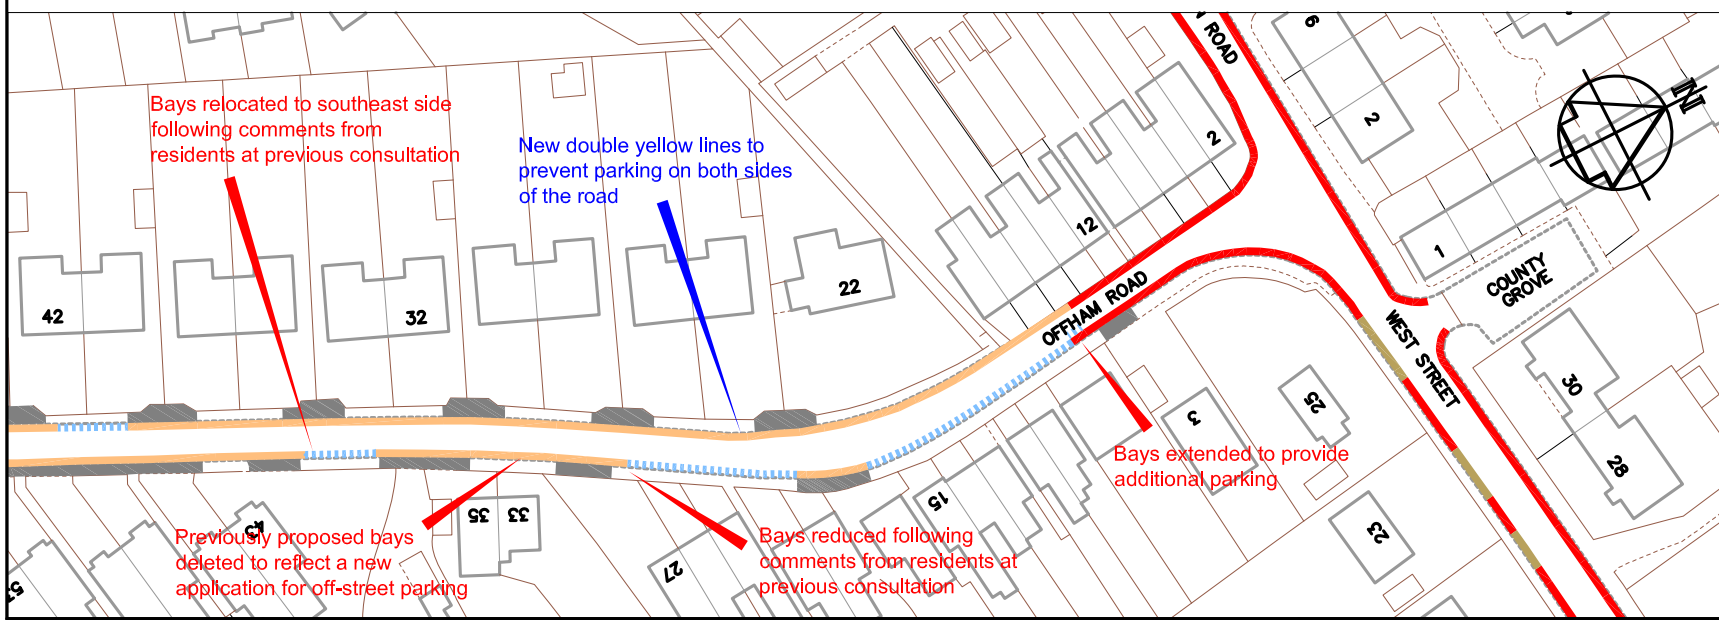 Bays relocated to southeast side
following comments from
residents at previous consultation
New double yellow lines to
prevent parking on both sides
of the road
N ROAD
6
2
2
N
12
1
COUNTY
GROVE
22
42
32
OFFHAM ROAD
WEST STREET
30
28
25
3
23
Bays extended to provide
additional parking
15
35
33
43
27
Previously proposed bays
deleted to reflect a new
application for off-street parking
Bays reduced following
comments from residents at
previous consultation